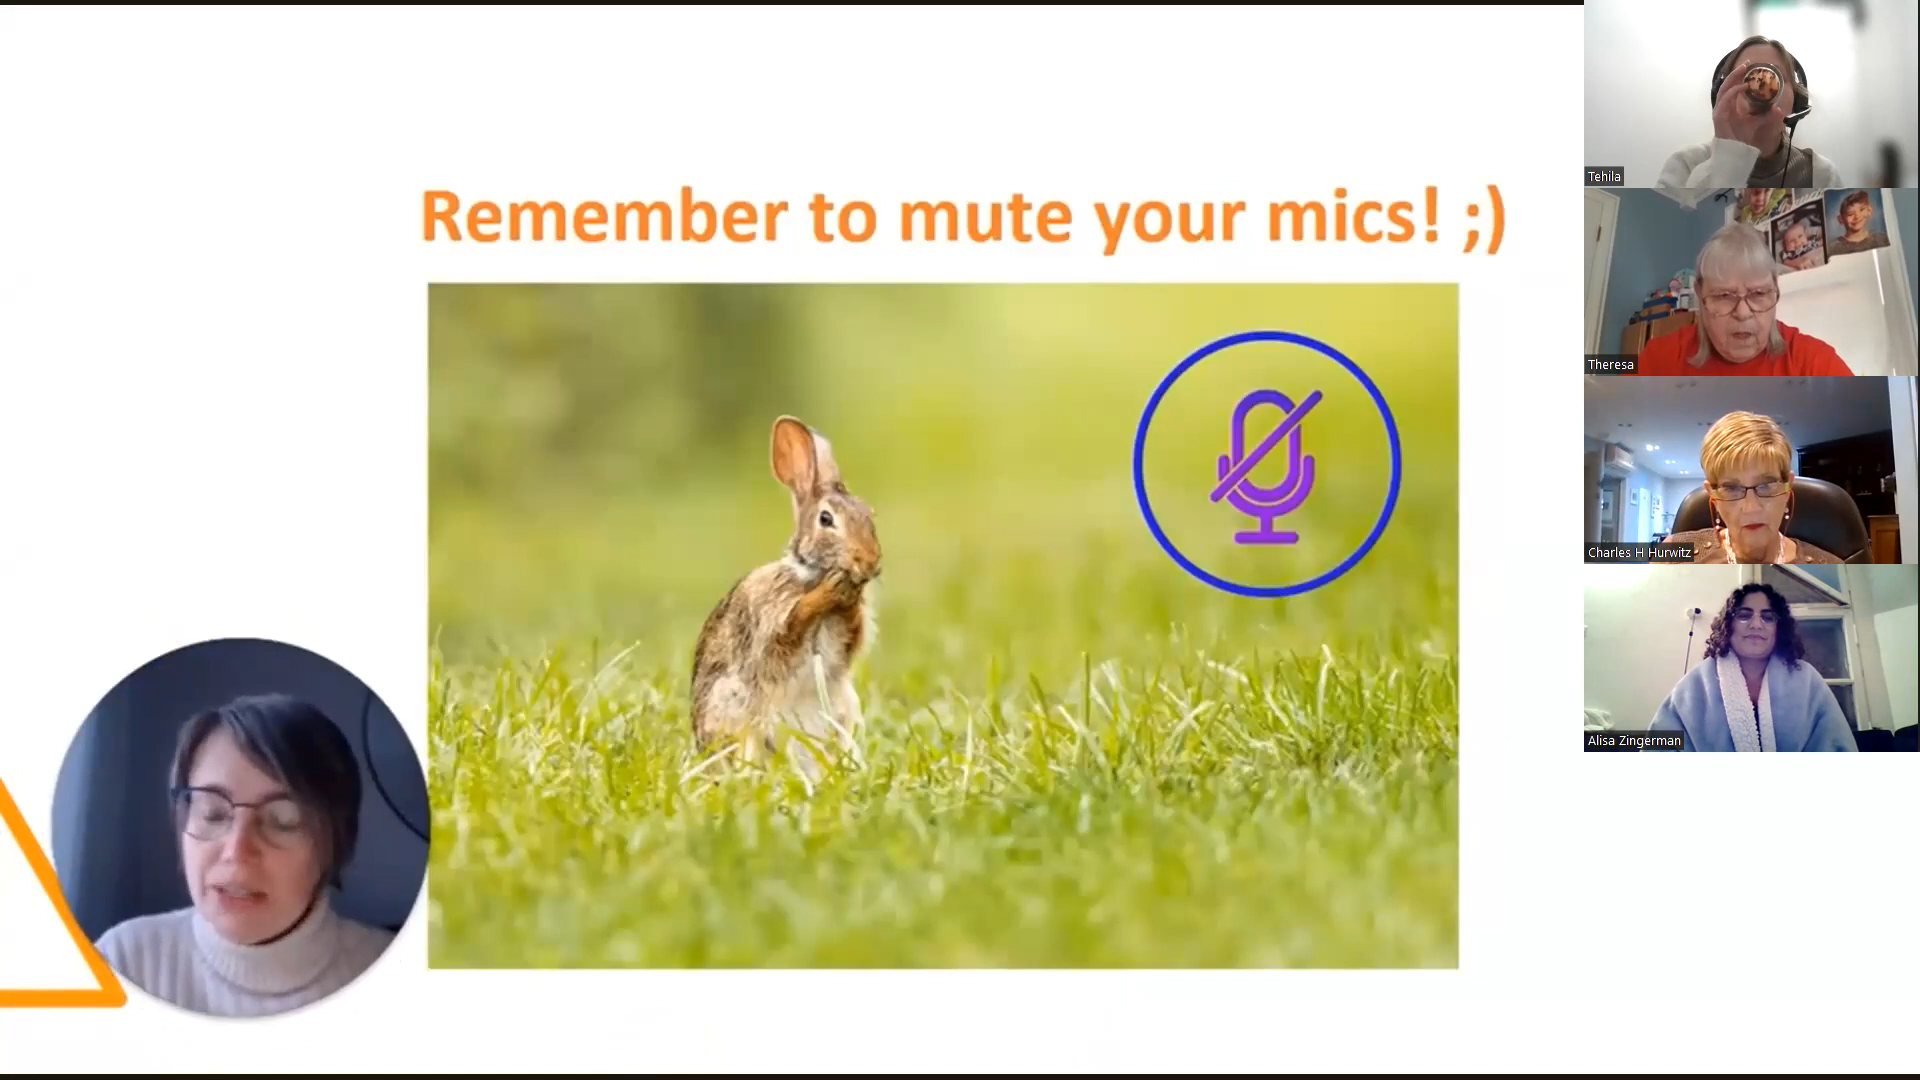 Remember to mute your mics! ;)
Tehila
Theresa
Charles H Hurwitz
Alisa Zingerman